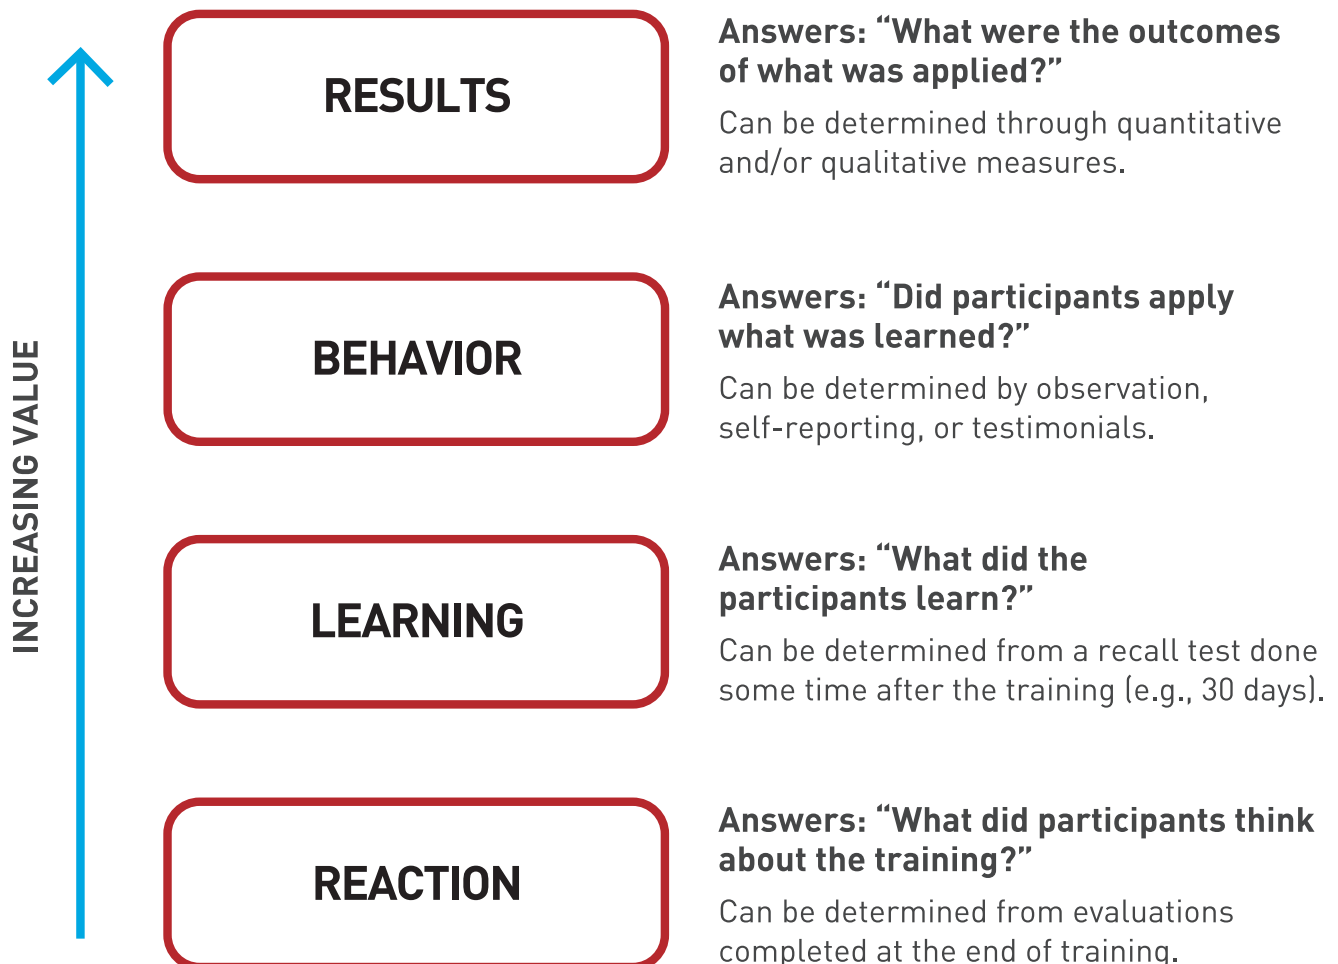 RESULTS
Answers: “What were the outcomes
of what was applied?”
Can be determined through quantitative
and/or qualitative measures.
BEHAVIOR
Answers: “Did participants apply
what was learned?”
Can be determined by observation,
self-reporting, or testimonials.
INCREASING VALUE
LEARNING
Answers: “What did the
participants learn?”
Can be determined from a recall test done
some time after the training (e.g., 30 days).
REACTION
Answers: “What did participants think
about the training?”
Can be determined from evaluations
completed at the end of training.